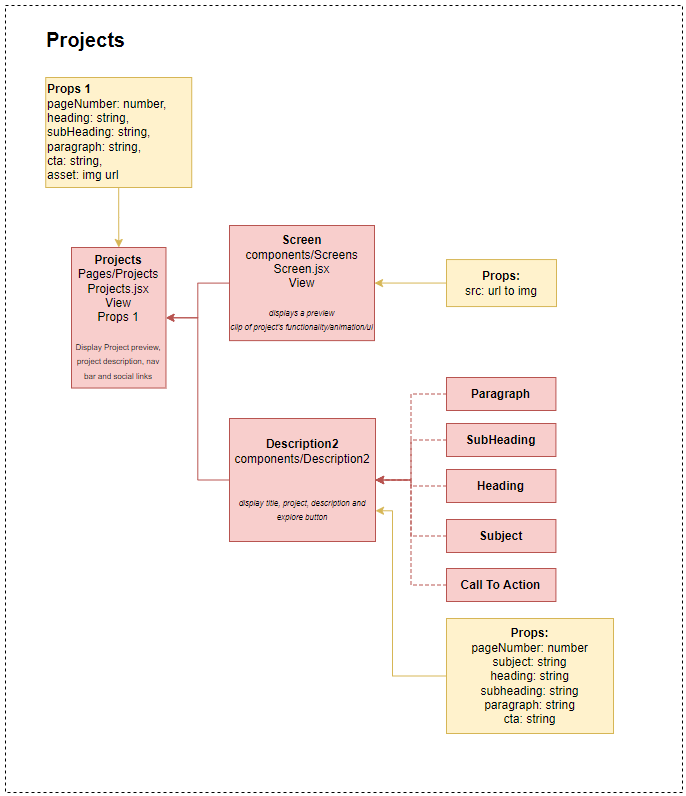 Projects
Props 1
pageNumber: number,
heading: string,
subHeading: string,
paragraph: string,
cta: string,
asset: img url
Projects
Pages/Projects
Projects.jsx
View
Props 1
Display Project preview,
project description, nav
bar and social links
Screen
components/Screens
Screen.jsx
View
displays a preview
clip of project's functionality/animation/ui
Props:
src: url to img
Description2
components/Description2
display title, project, description and
explore button
Paragraph
SubHeading
Heading
Subject
Call To Action
Props:
pageNumber: number
subject: string
heading: string
subheading: string
paragraph: string
cta: string